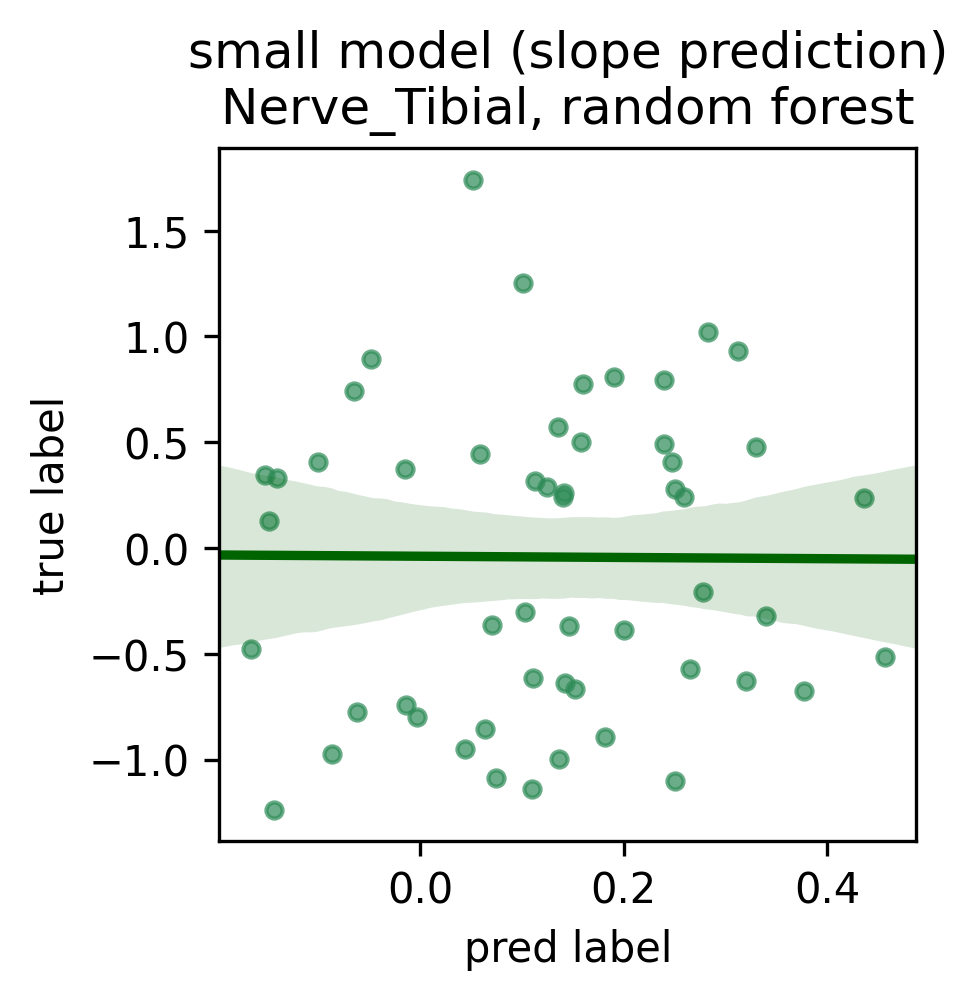 small model (slope prediction)
Nerve_Tibial, random forest
1.5
1.0
0.5
0.0
−0.5
−1.0
true label
0.0 0.2 0.4
pred label